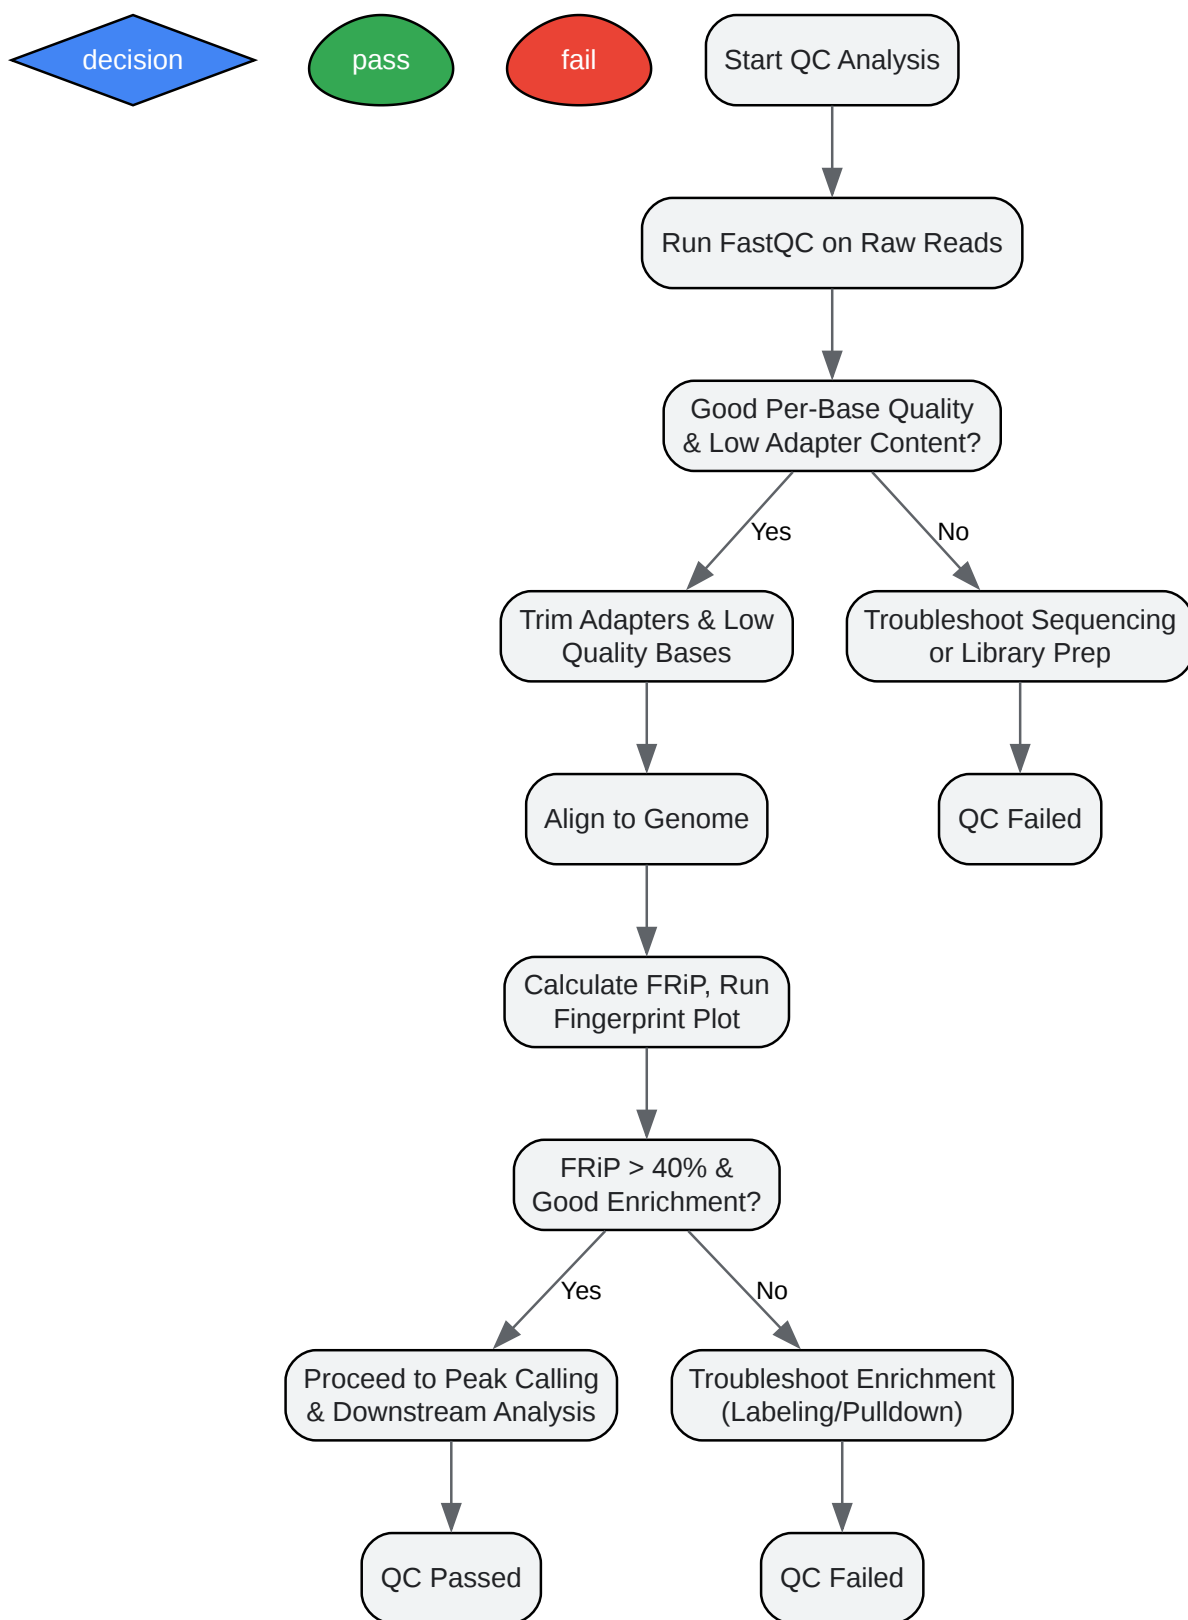 decision
pass
fail
Start QC Analysis
Run FastQC on Raw Reads
Good Per-Base Quality
& Low Adapter Content?
Yes
No
Trim Adapters & Low
Quality Bases
Troubleshoot Sequencing
or Library Prep
Align to Genome
QC Failed
Calculate FRiP, Run
Fingerprint Plot
FRiP > 40% &
Good Enrichment?
Yes
No
Proceed to Peak Calling
& Downstream Analysis
Troubleshoot Enrichment
(Labeling/Pulldown)
QC Passed
QC Failed